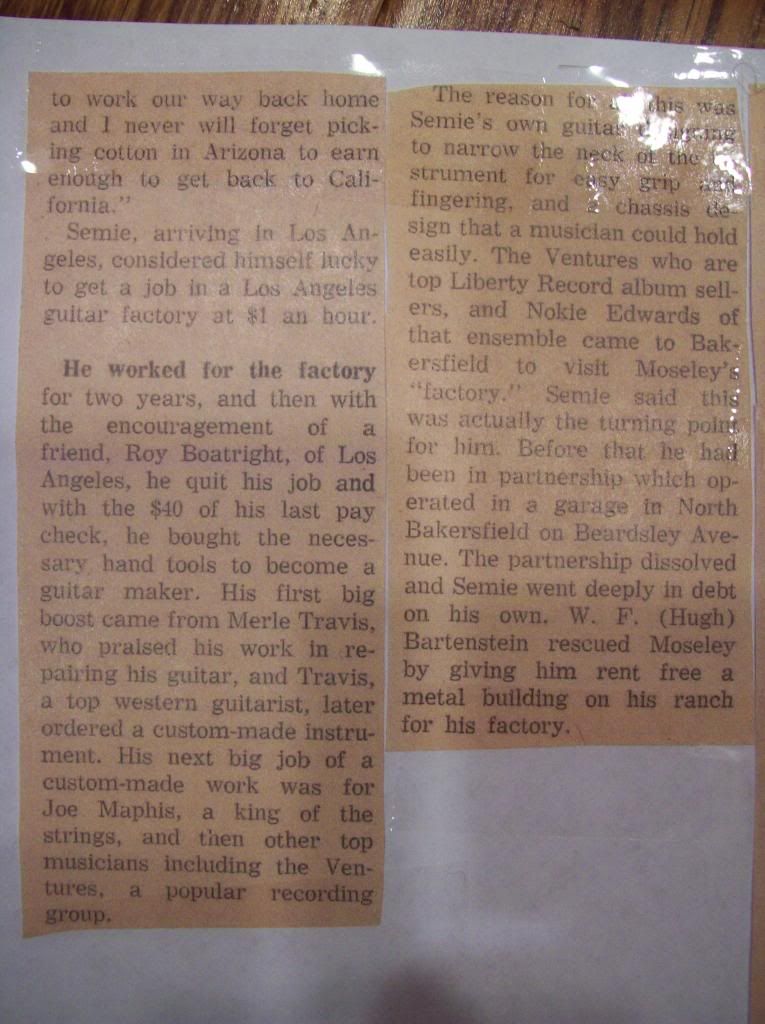 to work our way back home
and I never will forget pick-
ing cotton in Arizona to earn
enough to get back to Cali-
fornia."
Semie, arriving in Los An-
geles, considered himself lucky
to get a job in a Los Angeles
guitar factory at $1 an hour.
He worked for the factory
for two years, and then with
the encouragement of a
friend, Roy Boatright, of Los
Angeles, he quit his job and
with the $40 of his last pay
check, he bought the neces-
sary hand tools to become a
guitar maker. His first big
boost came from Merle Travis,
who praised his work in re-
pairing his guitar, and Travis,
a top western guitarist, later
ordered a custom-made instru-
ment. His next big job of a
custom-made work was for
Joe Maphis, a king of the
strings, and then other top
musicians including the Ven-
tures, a popular recording
group.
The reason for this was
Semie's own guitar
to narrow the neck of the
strument for easy grip and
fingering, and a chassis de-
sign that a musician could hold
easily. The Ventures who are
top Liberty Record album sell-
ers, and Nokie Edwards of
that ensemble came to Bak-
ersfield to visit Moseley's
"factory." Semie said this
was actually the turning point
for him. Before that he had
been in partnership which op-
erated in a garage in North
Bakersfield on Beardsley Ave-
nue. The partnership dissolved
and Semie went deeply in debt
on his own. W. F. (Hugh)
Bartenstein rescued Moseley
by giving him rent free a
metal building on his ranch
for his factory.